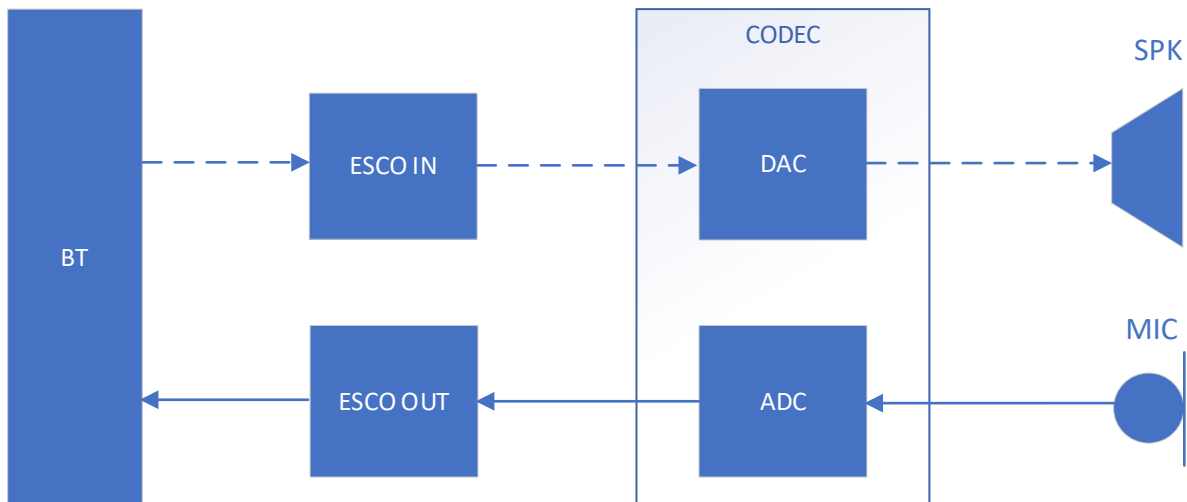 CODEC
SPK
ESCO IN
DAC
BT
MIC
ESCO OUT
ADC